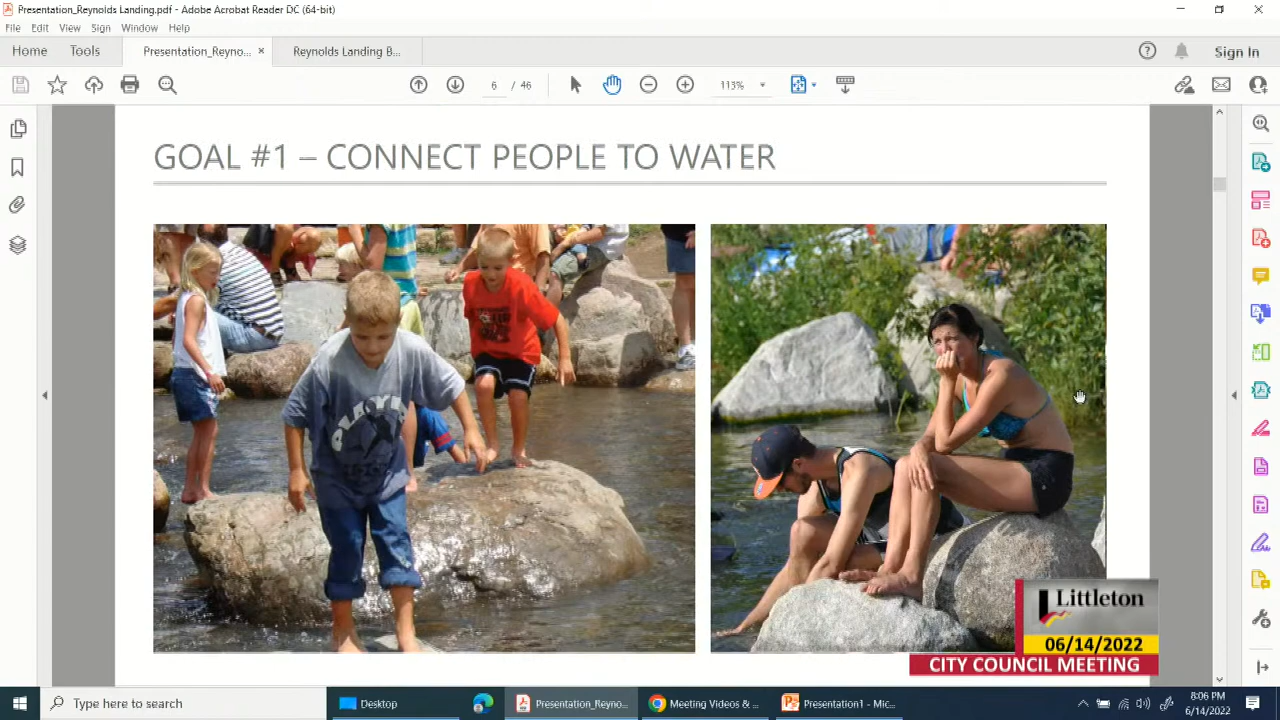 Presentation_Reynolds Landing.pdf - Adobe Acrobat Reader DC (64-bit)
File Edit View Sign Window Help
Home Tools Presentation_Reyno... × Reynolds Landing B... Sign In
6 / 46 113%
GOAL #1 – CONNECT PEOPLE TO WATER
Littleton
06/14/2022
CITY COUNCIL MEETING
Type here to search Desktop Presentation_Reyno... Meeting Videos & ... Presentation1 - Mic... 8:06 PM
6/14/2022